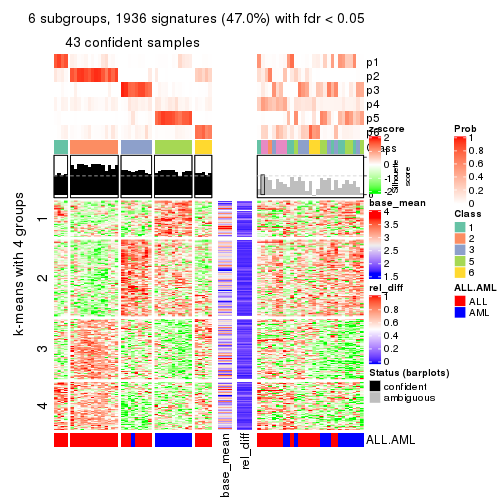 6 subgroups, 1936 signatures (47.0%) with fdr < 0.05
43 confident samples
p1
p2
p3
p4
p5
p6
Class
Silhouette
score
k-means with 4 groups
1
2
3
4
base_mean
rel_diff
ALL.AML
z-score
2
1
0
-1
-2
base_mean
4
3.5
3
2.5
2
1.5
rel_diff
1
0.8
0.6
0.4
0.2
0
Status (barplots)
confident
ambiguous
Prob
1
0.8
0.6
0.4
0.2
0
Class
1
2
3
5
6
ALL.AML
ALL
AML